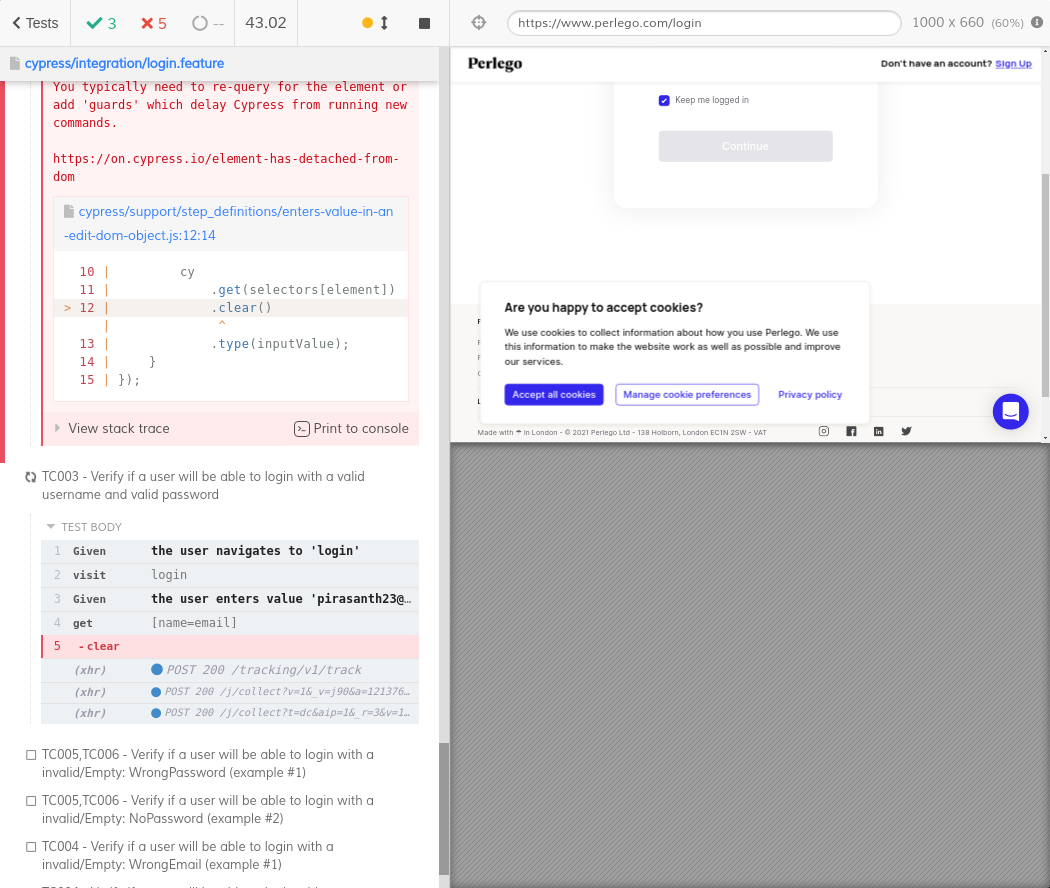 Tests
3
5
--
43.02
https://www.perlego.com/login
1000 x 660 (60%)
cypress/integration/login.feature
You typically need to re-query for the element or
add 'guards' which delay Cypress from running new
commands.
https://on.cypress.io/element-has-detached-from-
dom
cypress/support/step_definitions/enters-value-in-an
-edit-dom-object.js:12:14
10 | cy
11 | .get(selectors[element])
> 12 | .clear()
| ^
13 | .type(inputValue);
14 | }
15 | });
View stack trace
Print to console
TC003 - Verify if a user will be able to login with a valid
username and valid password
TEST BODY
1 Given the user navigates to 'login'
2 visit login
3 Given the user enters value 'pirasanth23@…
4 get [name=email]
5 -clear
(xhr) POST 200 /tracking/v1/track
(xhr) POST 200 /j/collect?v=1&_v=j90&a=121376…
(xhr) POST 200 /j/collect?t=dc&aip=1&_r=3&v=1…
TC005,TC006 - Verify if a user will be able to login with a
invalid/Empty: WrongPassword (example #1)
TC005,TC006 - Verify if a user will be able to login with a
invalid/Empty: NoPassword (example #2)
TC004 - Verify if a user will be able to login with a
invalid/Empty: WrongEmail (example #1)
Perlego
Don't have an account? Sign Up
Keep me logged in
Continue
Are you happy to accept cookies?
We use cookies to collect information about how you use Perlego. We use
this information to make the website work as well as possible and improve
our services.
Accept all cookies
Manage cookie preferences
Privacy policy
Made with ☂ in London - © 2021 Perlego Ltd - 138 Holborn, London EC1N 2SW - VAT